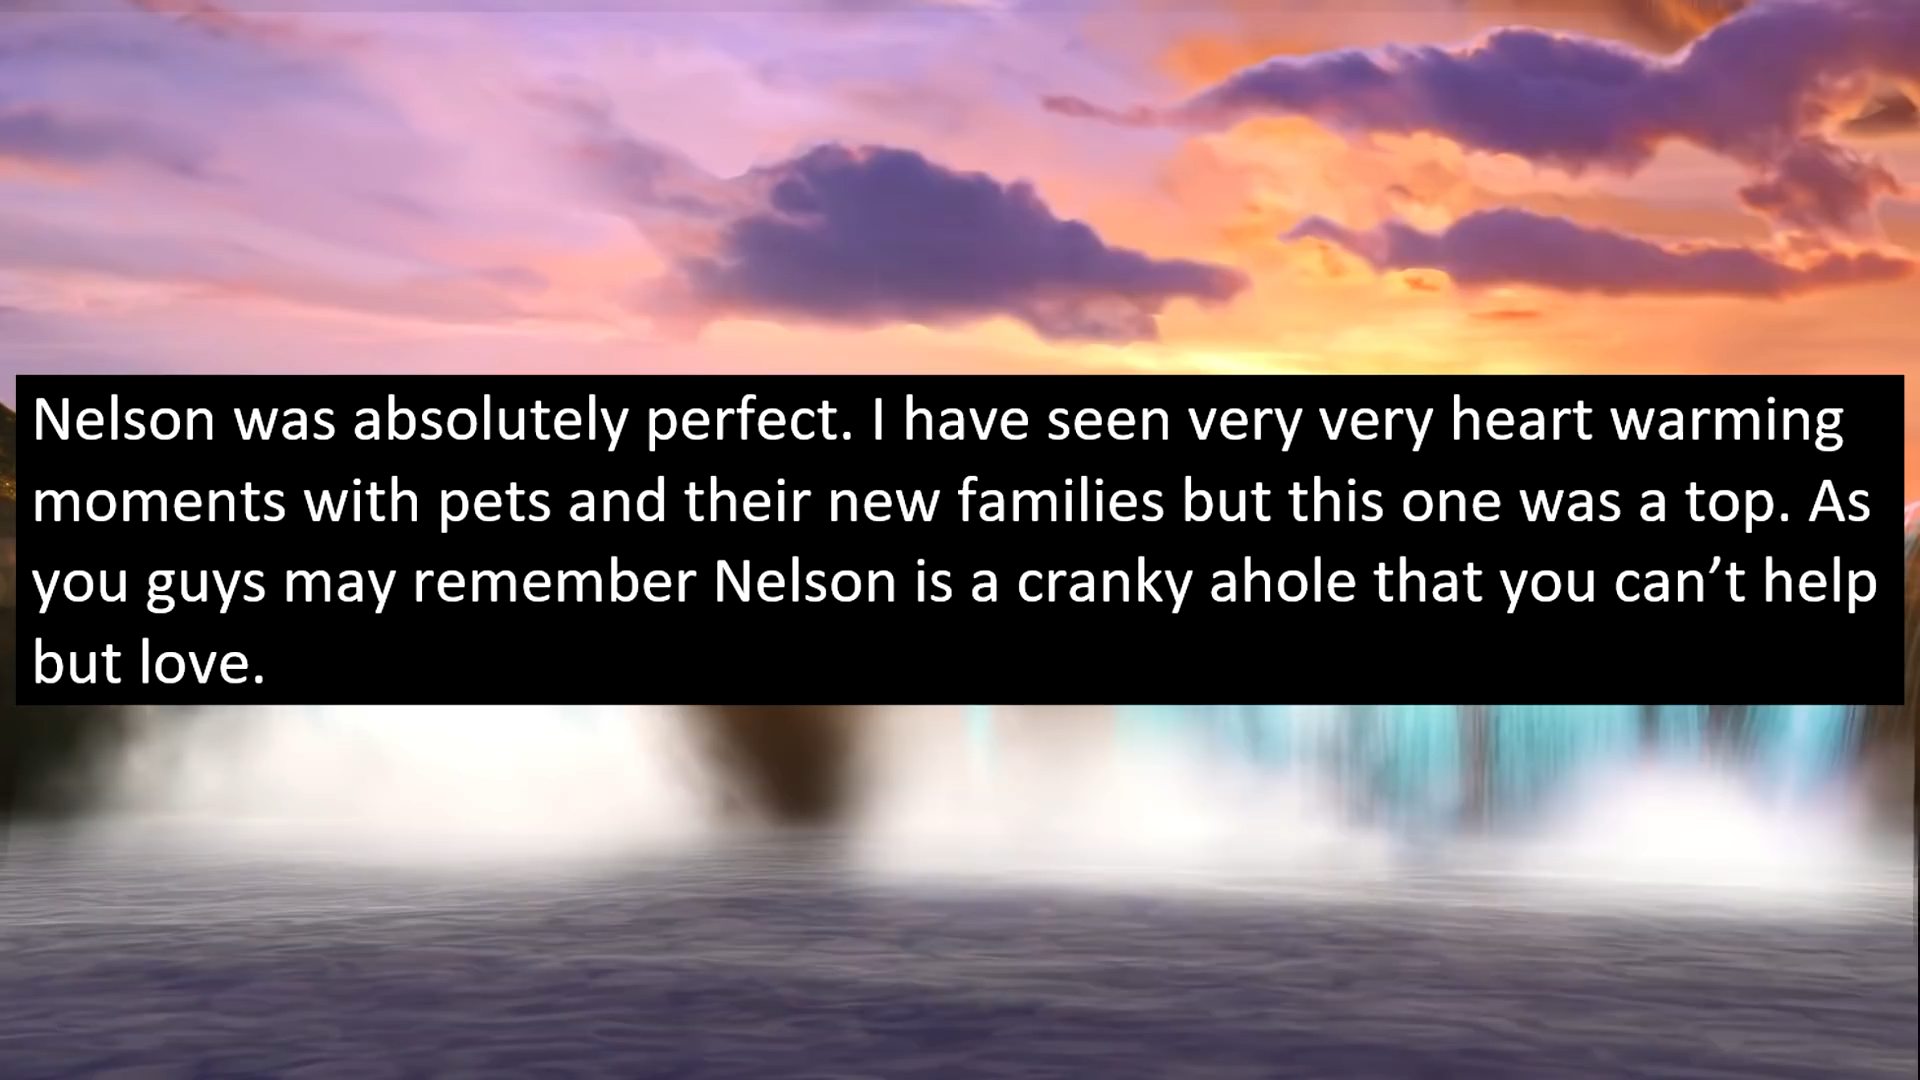 Nelson was absolutely perfect. I have seen very very heart warming
moments with pets and their new families but this one was a top. As
you guys may remember Nelson is a cranky ahole that you can’t help
but love.